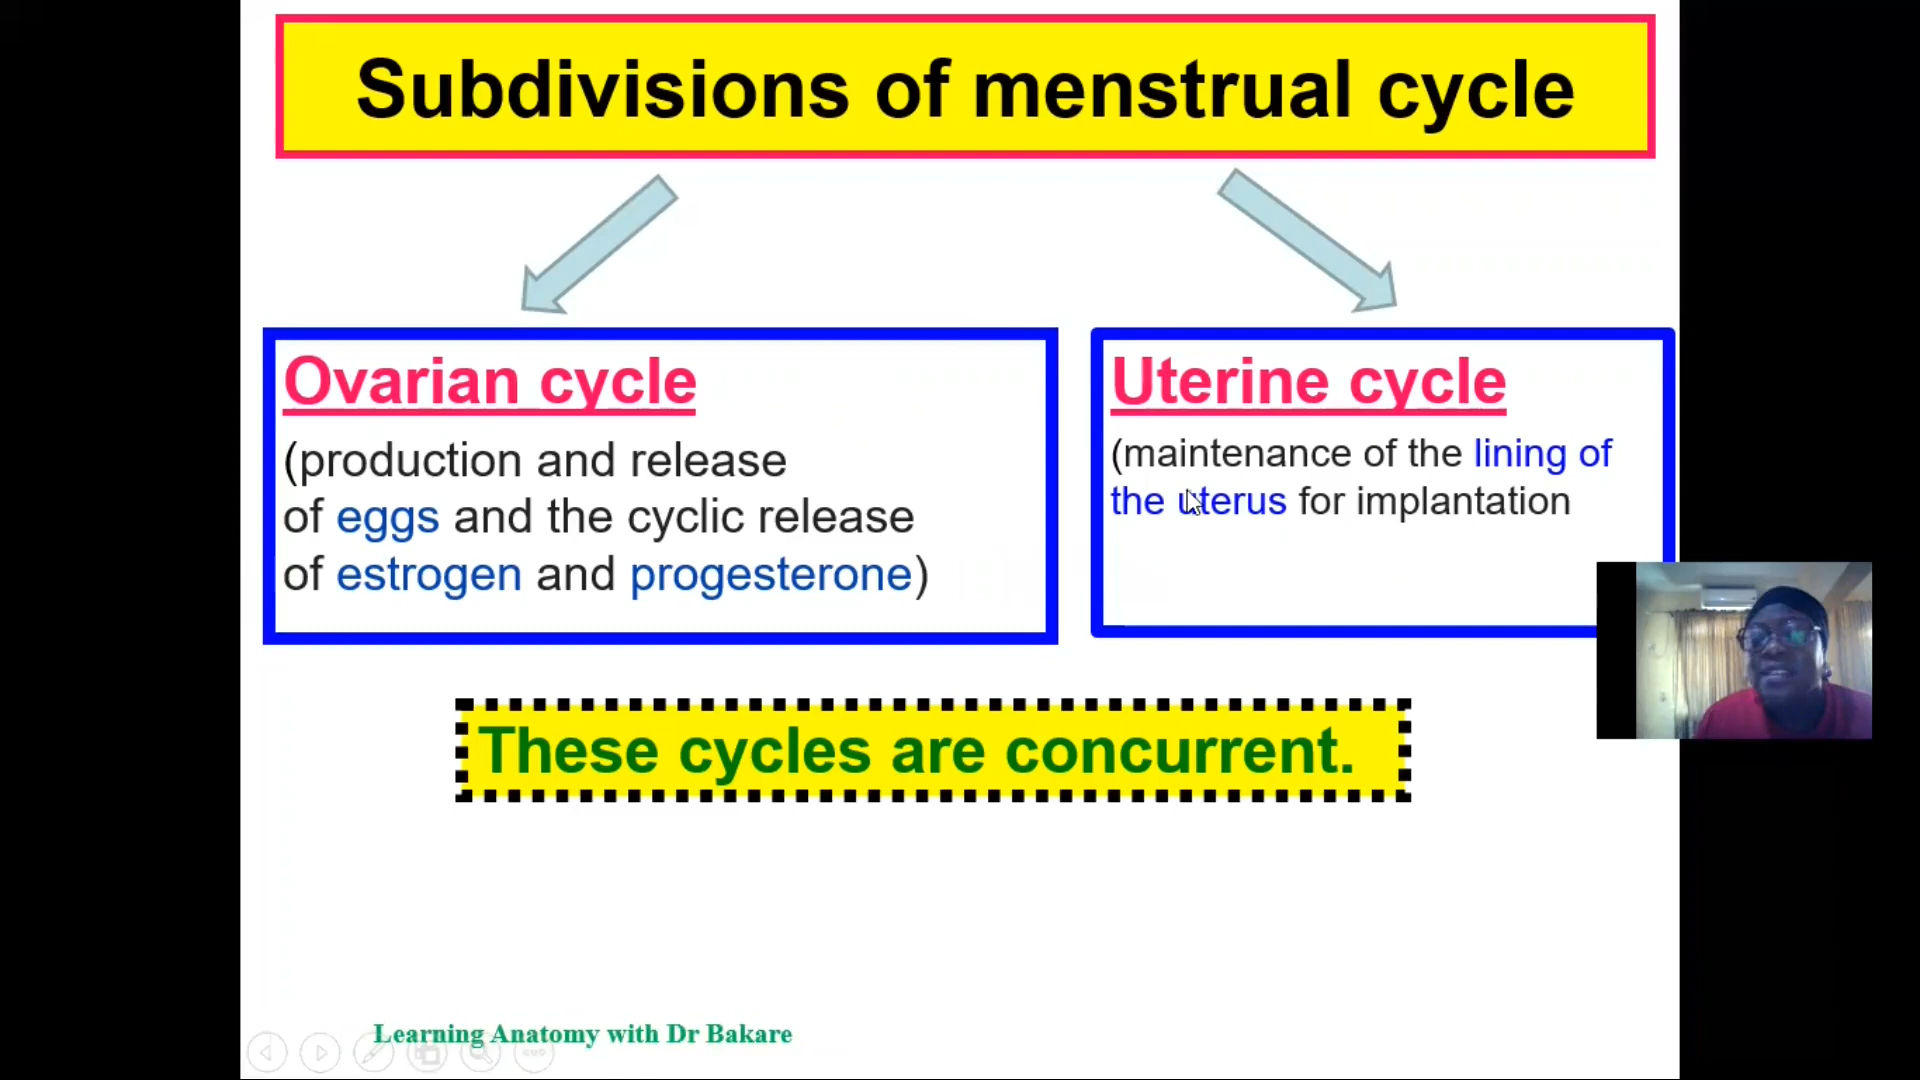 Subdivisions of menstrual cycle
Ovarian cycle
(production and release
of eggs and the cyclic release
of estrogen and progesterone)
Uterine cycle
(maintenance of the lining of
the uterus for implantation
These cycles are concurrent.
Learning Anatomy with Dr Bakare